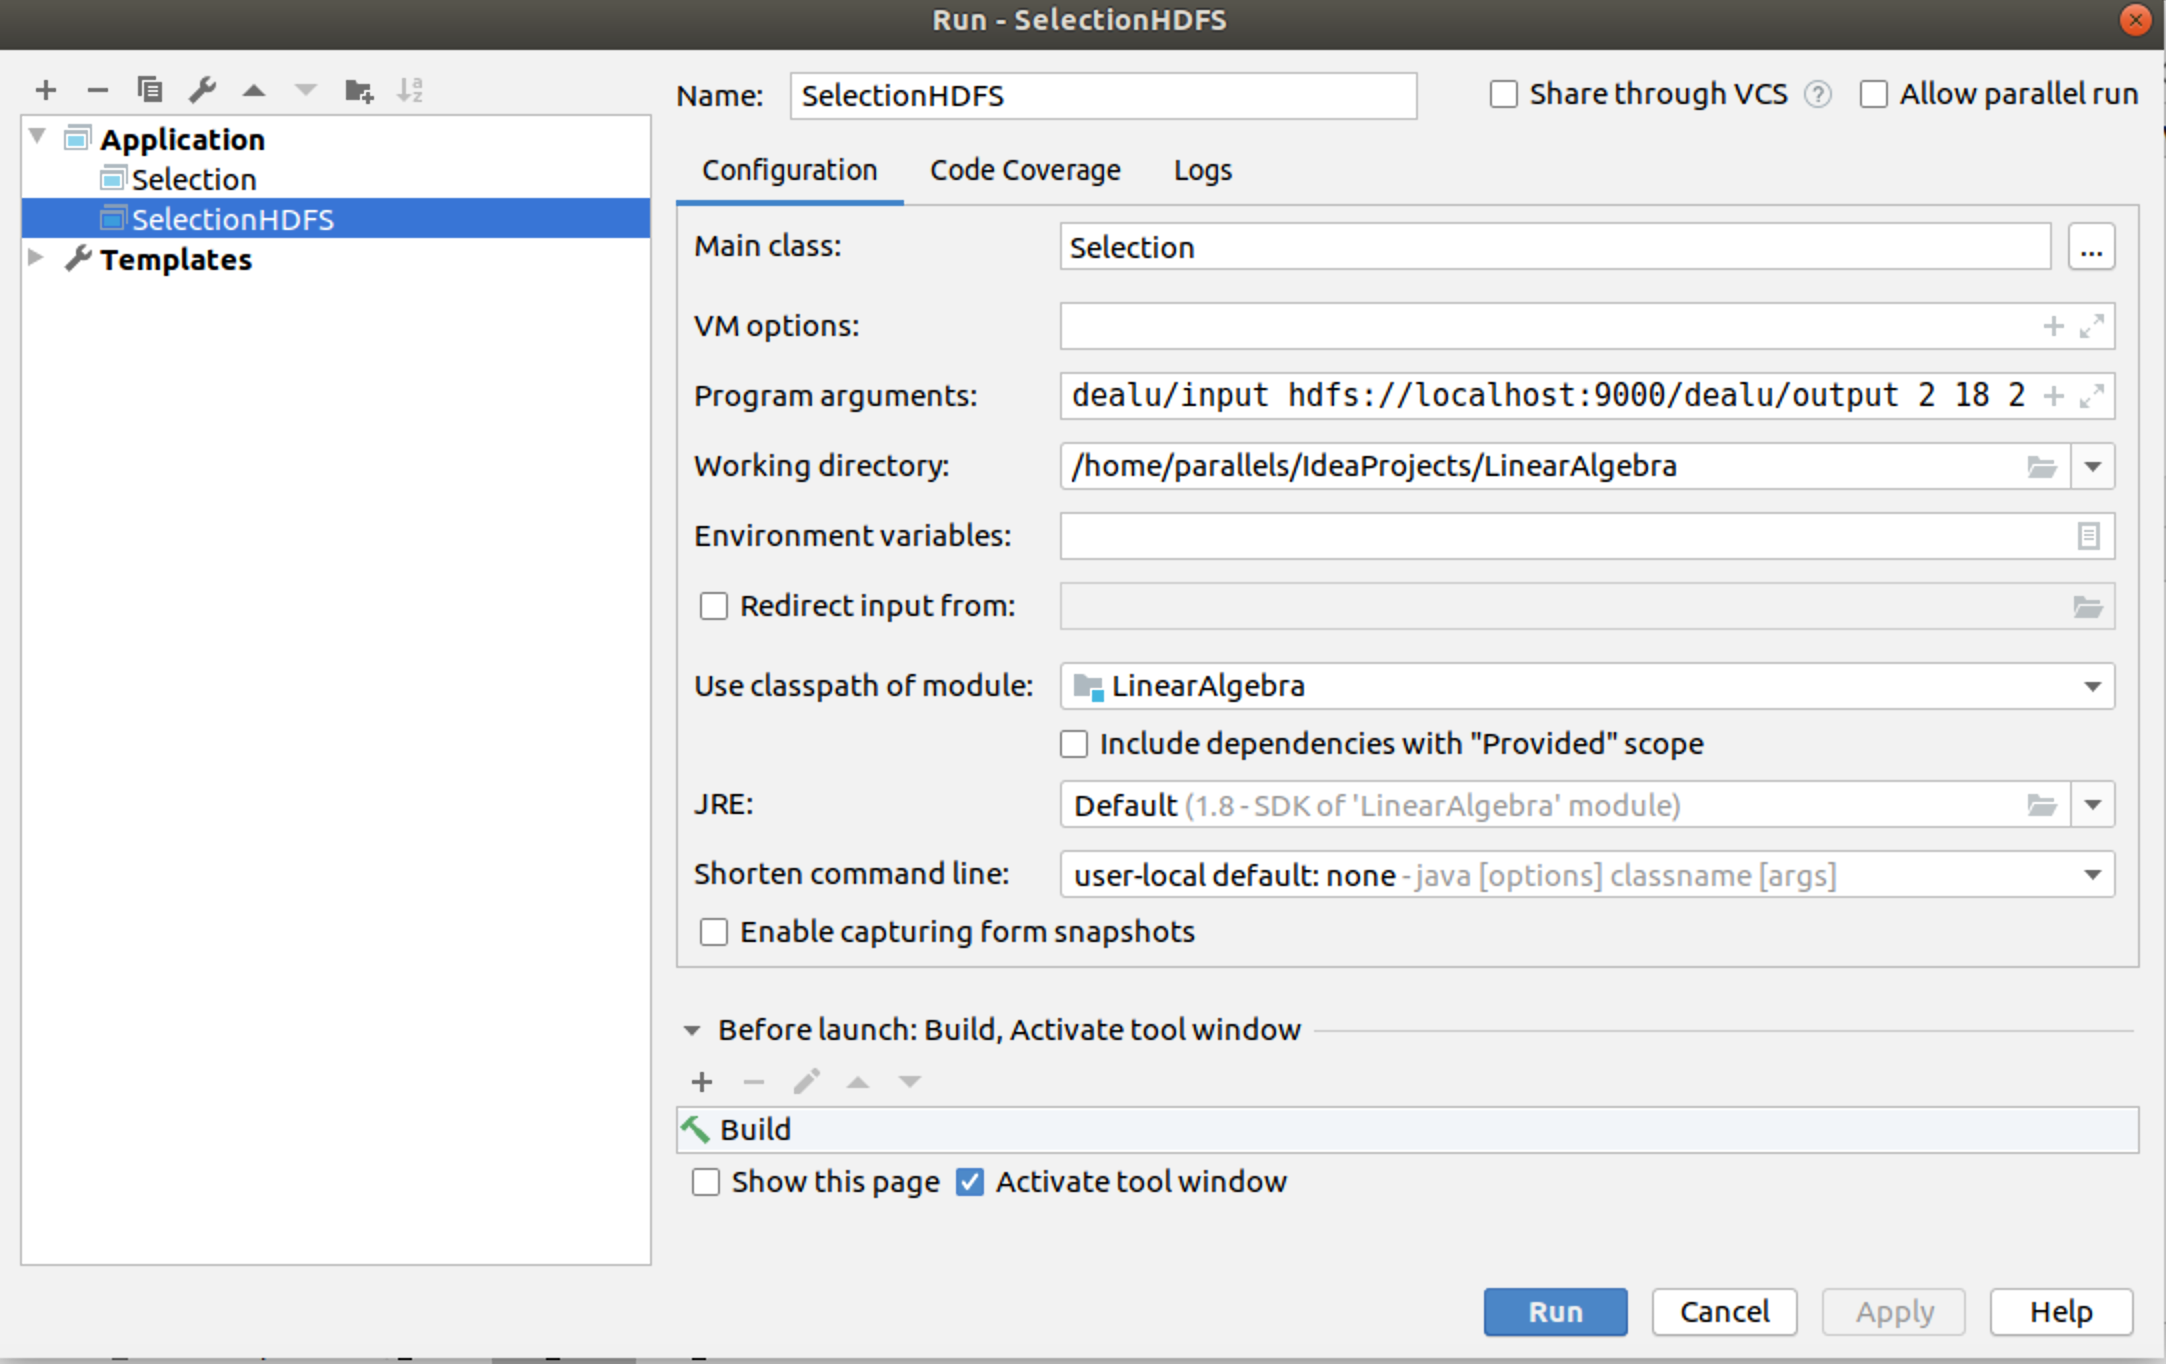 Run - SelectionHDFS
Name: SelectionHDFS Share through VCS ? Allow parallel run
Application
Selection
SelectionHDFS
Templates
Configuration Code Coverage Logs
Main class: Selection ...
VM options:
Program arguments: dealu/input hdfs://localhost:9000/dealu/output 2 18 2
Working directory: /home/parallels/IdeaProjects/LinearAlgebra
Environment variables:
Redirect input from:
Use classpath of module: LinearAlgebra
Include dependencies with "Provided" scope
JRE: Default (1.8 - SDK of 'LinearAlgebra' module)
Shorten command line: user-local default: none - java [options] classname [args]
Enable capturing form snapshots
Before launch: Build, Activate tool window
Build
Show this page Activate tool window
Run Cancel Apply Help